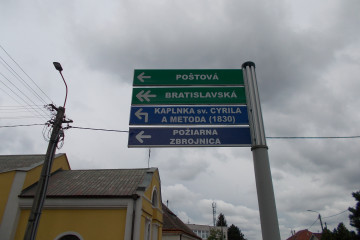 POŠTOVÁ
BRATISLAVSKÁ
KAPLNKA sv. CYRILA
A METODA (1830)
POŽIARNA
ZBROJNICA